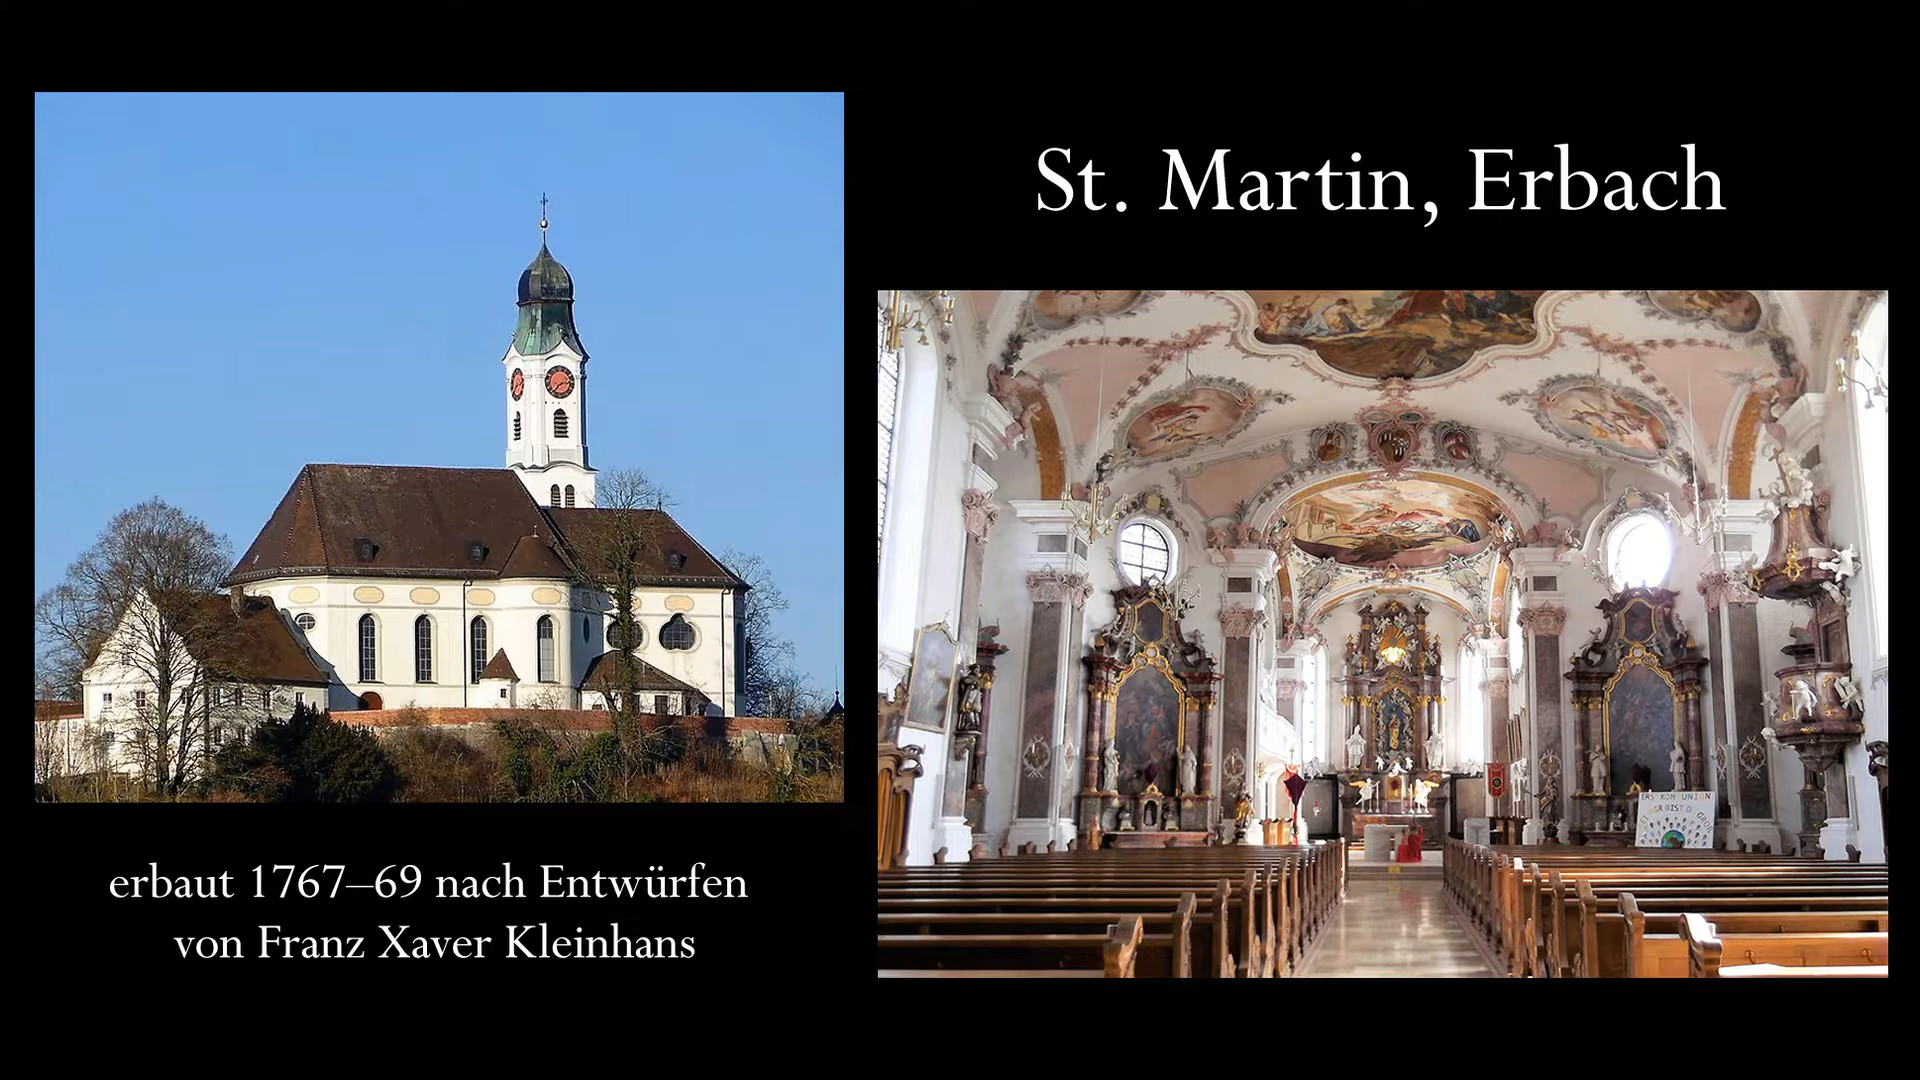 St. Martin, Erbach
erbaut 1767–69 nach Entwürfen
von Franz Xaver Kleinhans